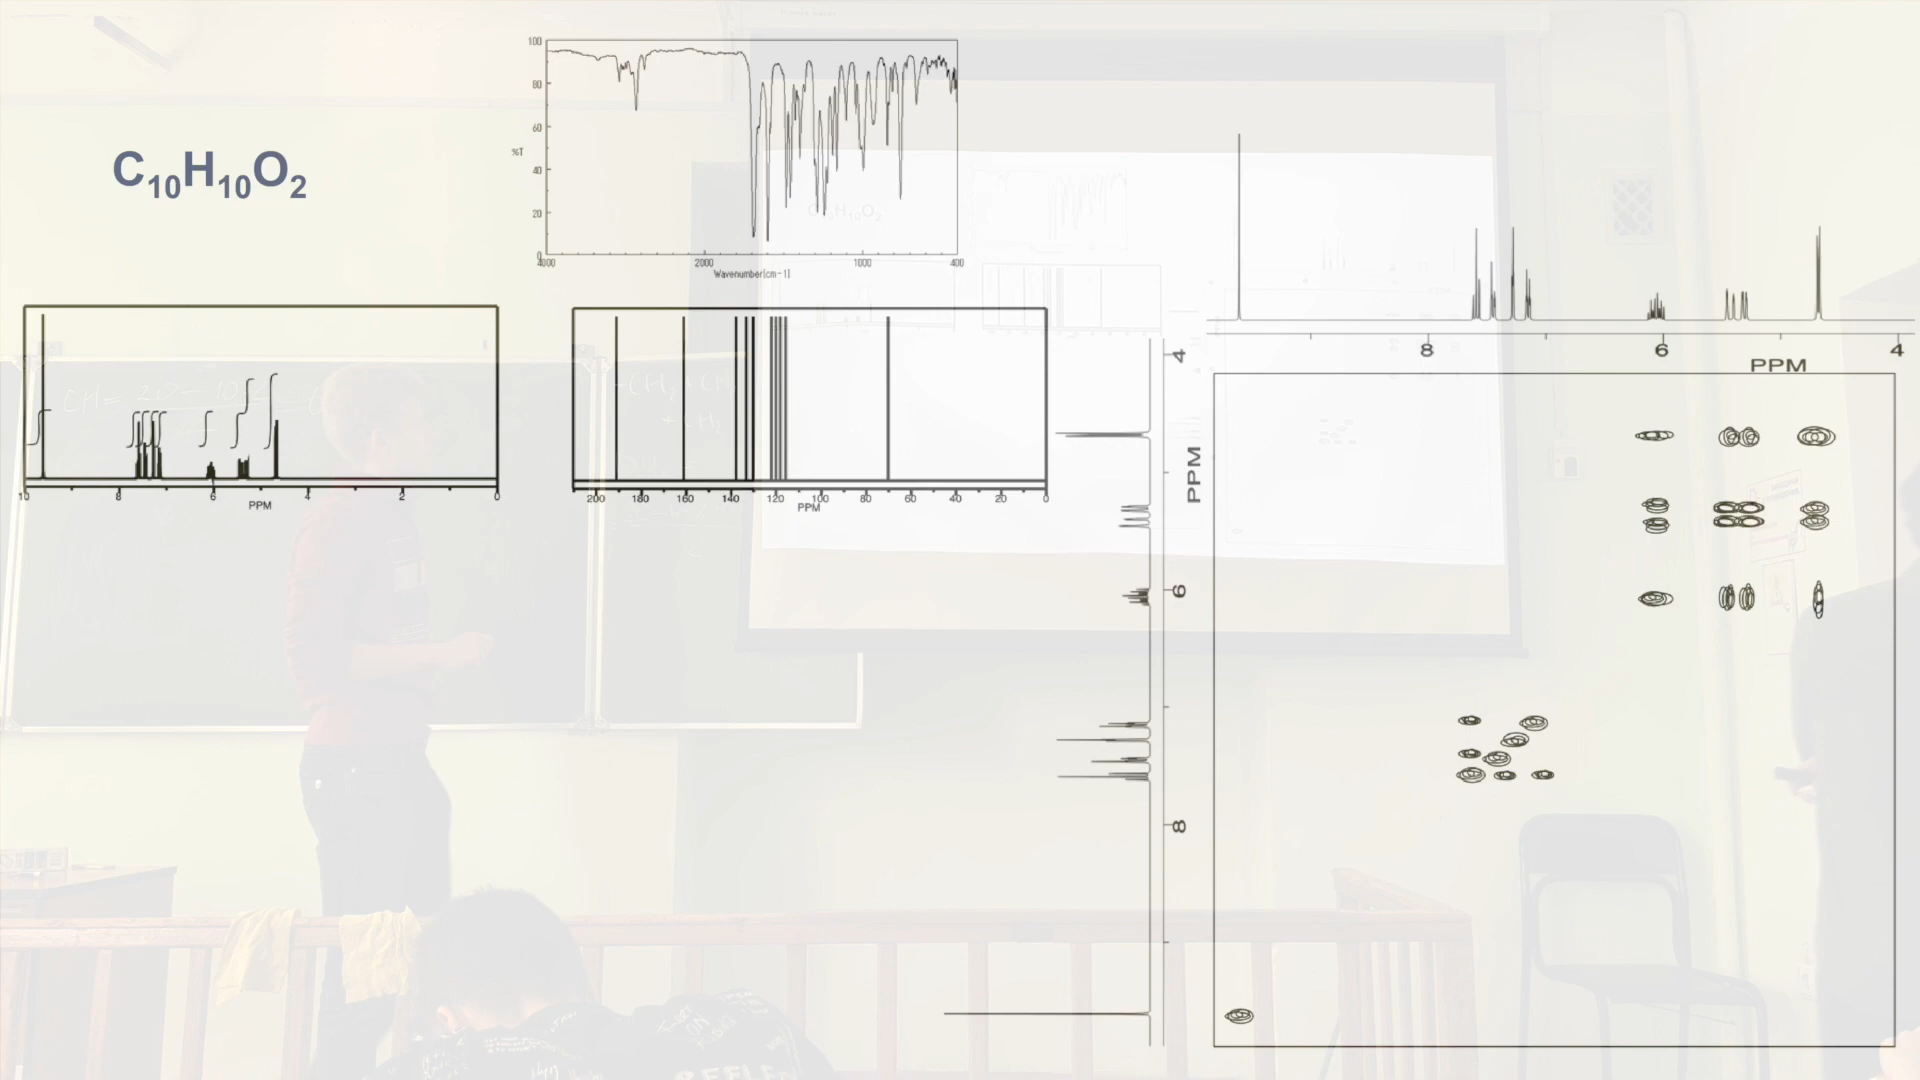 C10H10O2
100
80
60
40
20
0
%T
4000 2000 1000 400
Wavenumber[cm-1]
10 8 6 4 2 0
PPM
200 180 160 140 120 100 80 60 40 20 0
PPM
8 6 4
PPM
4
PPM
6
8